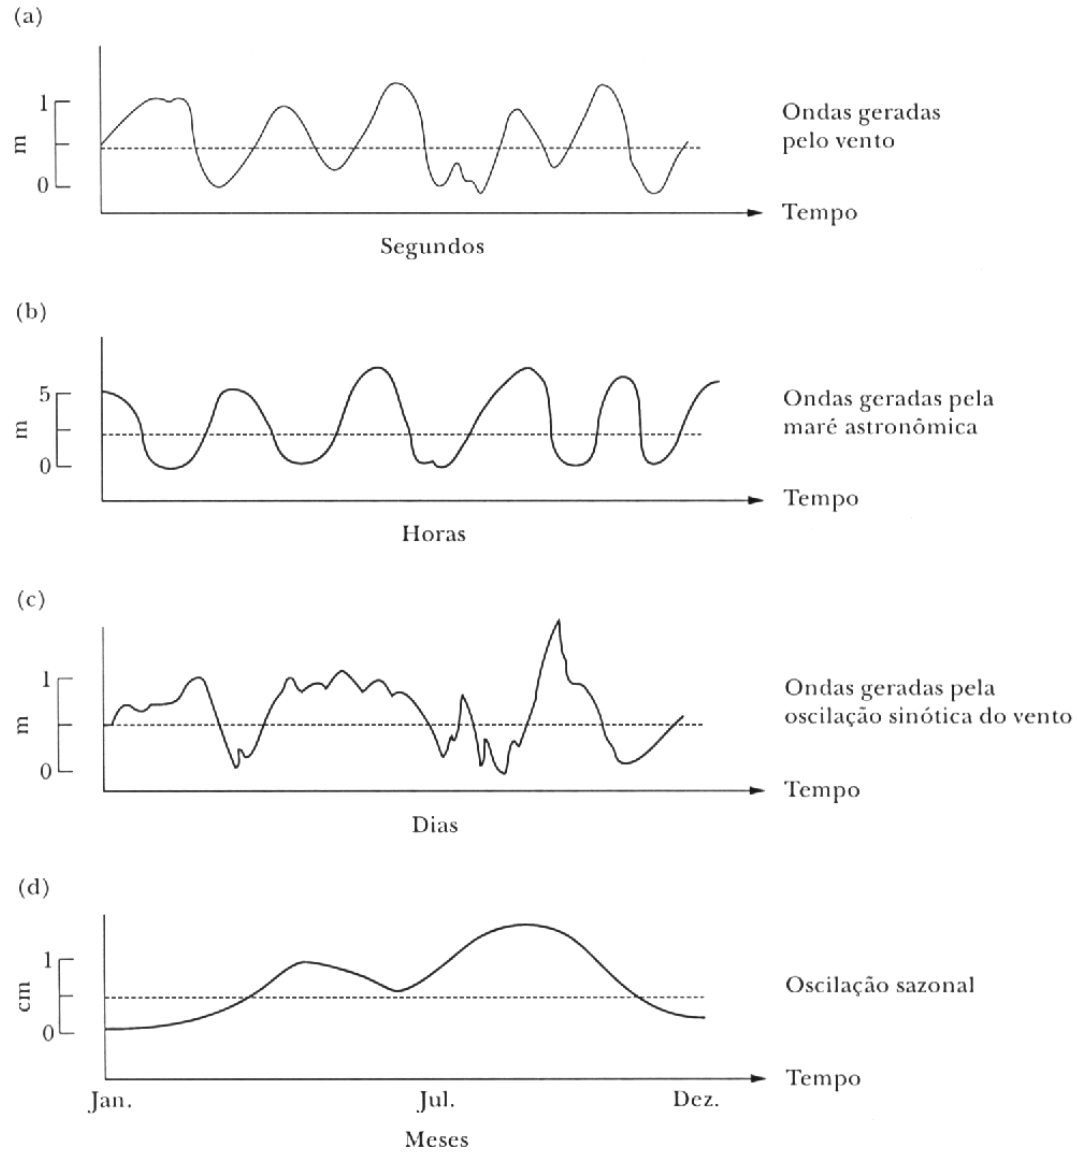 (a)
1
m
0
Ondas geradas
pelo vento
Tempo
Segundos
(b)
5
m
0
Ondas geradas pela
maré astronômica
Tempo
Horas
(c)
1
m
0
Ondas geradas pela
oscilação sinótica do vento
Tempo
Dias
(d)
1
cm
0
Oscilação sazonal
Tempo
Jan. Jul. Dez.
Meses